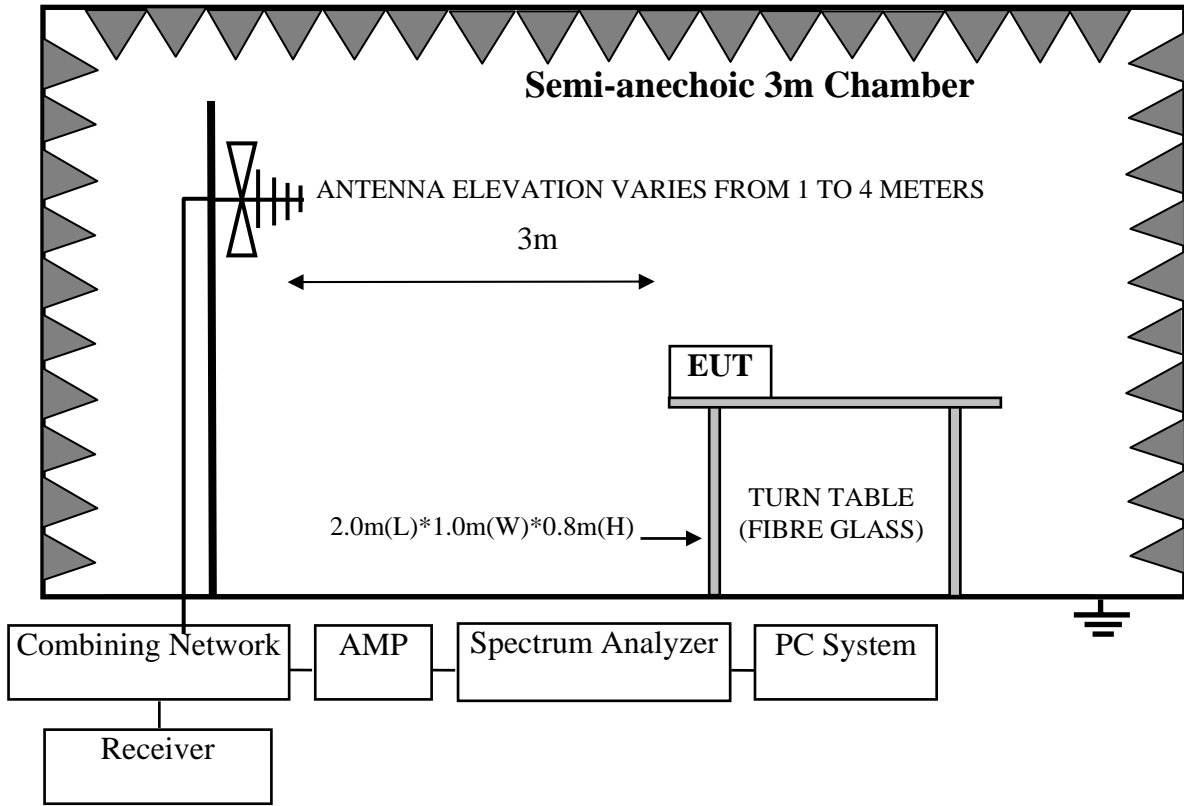 Semi-anechoic 3m Chamber
ANTENNA ELEVATION VARIES FROM 1 TO 4 METERS
3m
EUT
TURN TABLE
(FIBRE GLASS)
2.0m(L)*1.0m(W)*0.8m(H)
Combining Network
AMP
Spectrum Analyzer
PC System
Receiver